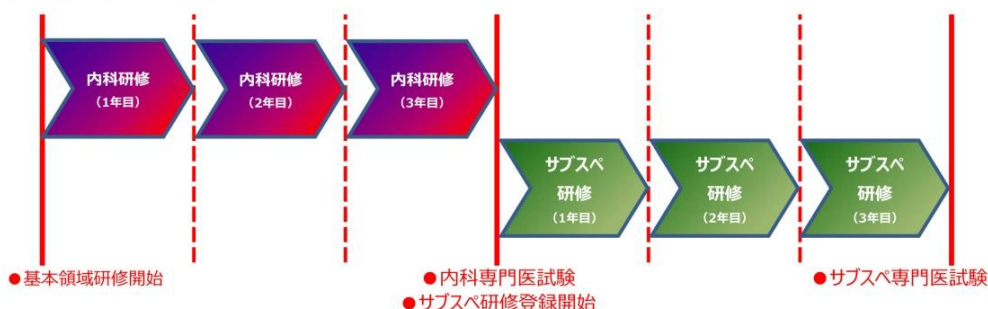 内科研修
（1年目）
内科研修
（2年目）
内科研修
（3年目）
サブスペ
研修
（1年目）
サブスペ
研修
（2年目）
サブスペ
研修
（3年目）
●基本領域研修開始
●内科専門医試験
●サブスペ研修登録開始
●サブスペ専門医試験